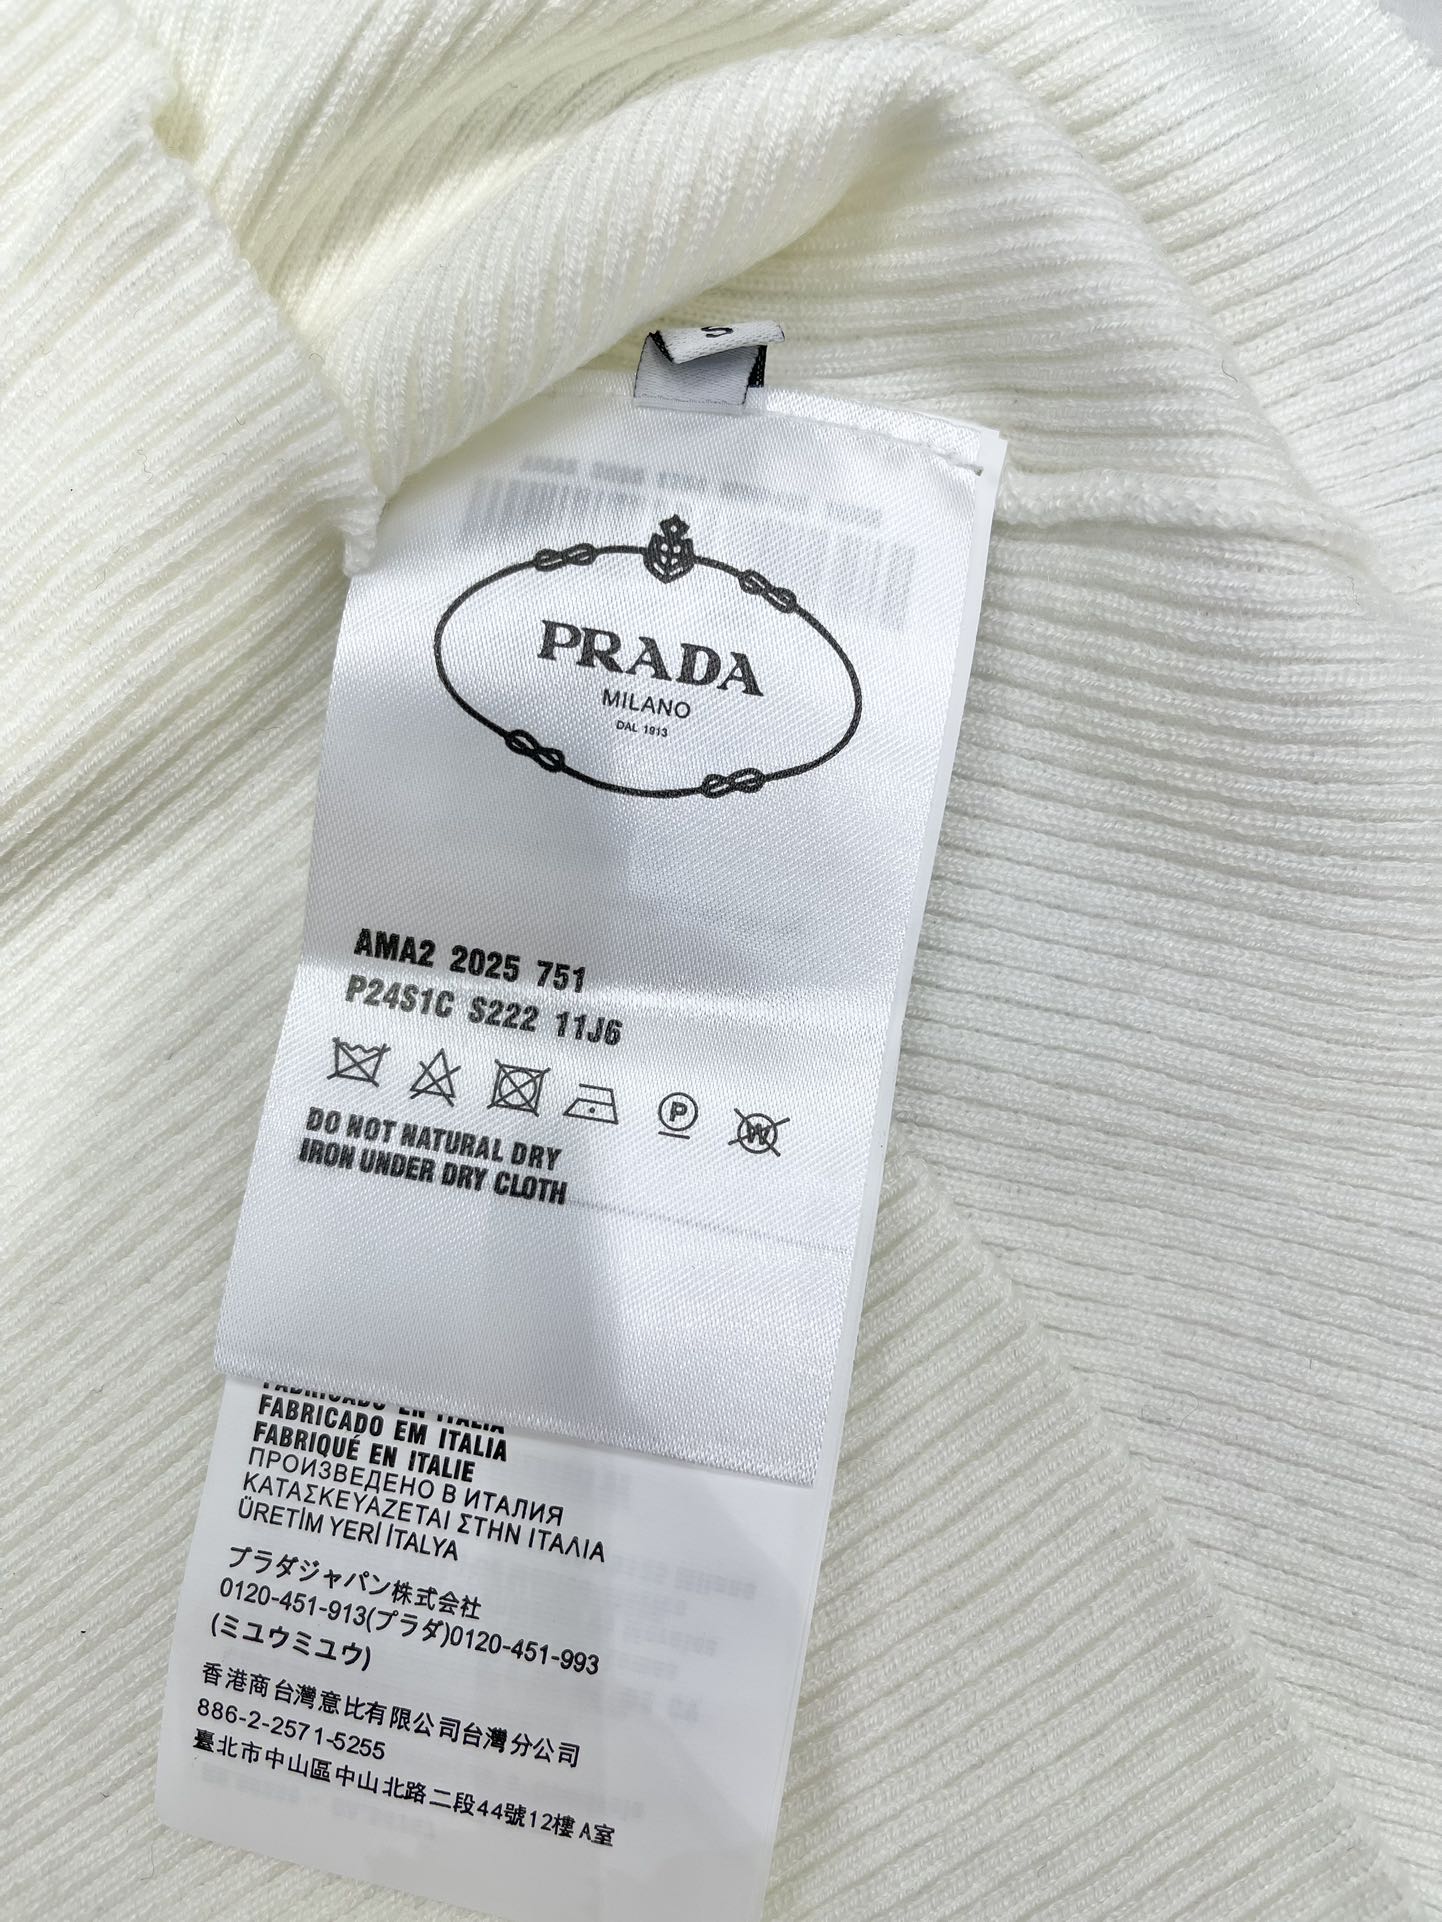 S
PRADA
MILANO
DAL 1913
AMA2 2025 751
P24S1C S222 11J6
P
W
DO NOT NATURAL DRY
IRON UNDER DRY CLOTH
FABRICADO EN ITALIA
FABRICADO EM ITALIA
FABRIQUÉ EN ITALIE
ПРОИЗВЕДЕНО В ИТАЛИЯ
ΚΑΤΑΣΚΕΥΑΖΕΤΑΙ ΣΤΗΝ ΙΤΑΛΙΑ
ÜRETİM YERİ İTALYA
プラダジャパン株式会社
0120-451-913(プラダ)0120-451-993
(ミユウミユウ)
香港商台灣意比有限公司台灣分公司
886-2-2571-5255
臺北市中山區中山北路二段44號12樓A室